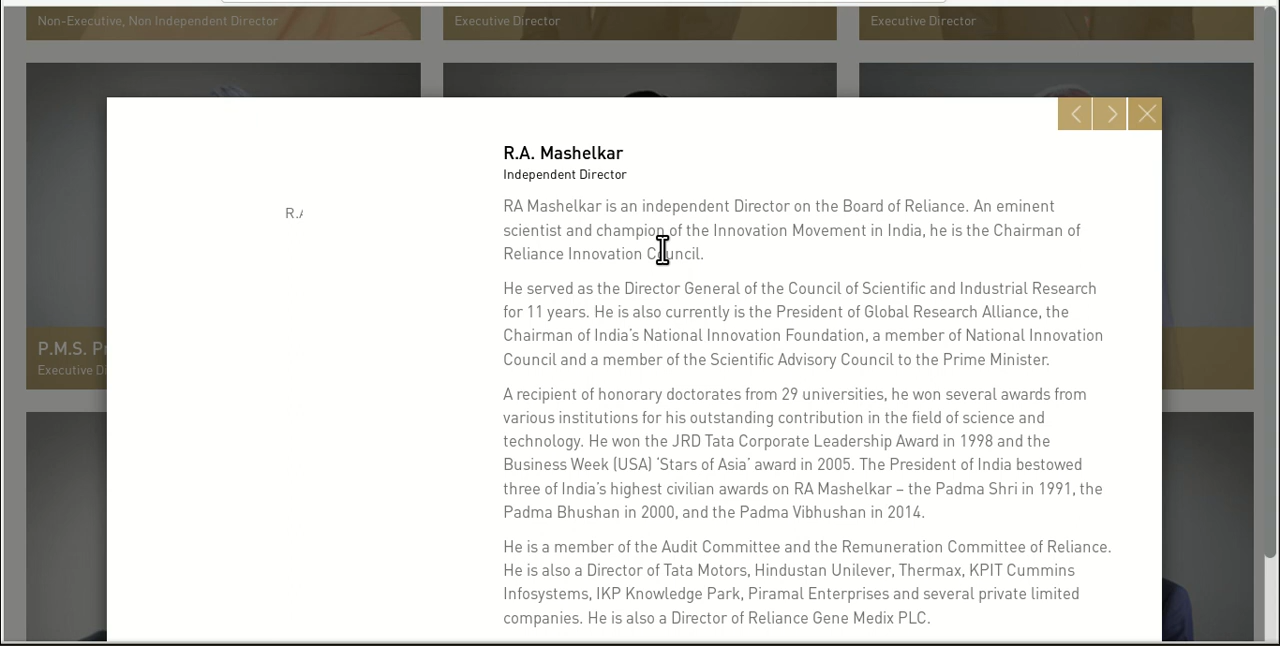 Non-Executive, Non Independent Director
Executive Director
Executive Director
R.A. Mashelkar
Independent Director
R.A
RA Mashelkar is an independent Director on the Board of Reliance. An eminent
scientist and champion of the Innovation Movement in India, he is the Chairman of
Reliance Innovation Council.
He served as the Director General of the Council of Scientific and Industrial Research
for 11 years. He is also currently is the President of Global Research Alliance, the
Chairman of India's National Innovation Foundation, a member of National Innovation
Council and a member of the Scientific Advisory Council to the Prime Minister.
A recipient of honorary doctorates from 29 universities, he won several awards from
various institutions for his outstanding contribution in the field of science and
technology. He won the JRD Tata Corporate Leadership Award in 1998 and the
Business Week (USA) 'Stars of Asia' award in 2005. The President of India bestowed
three of India's highest civilian awards on RA Mashelkar – the Padma Shri in 1991, the
Padma Bhushan in 2000, and the Padma Vibhushan in 2014.
He is a member of the Audit Committee and the Remuneration Committee of Reliance.
He is also a Director of Tata Motors, Hindustan Unilever, Thermax, KPIT Cummins
Infosystems, IKP Knowledge Park, Piramal Enterprises and several private limited
companies. He is also a Director of Reliance Gene Medix PLC.
P.M.S.
Executive